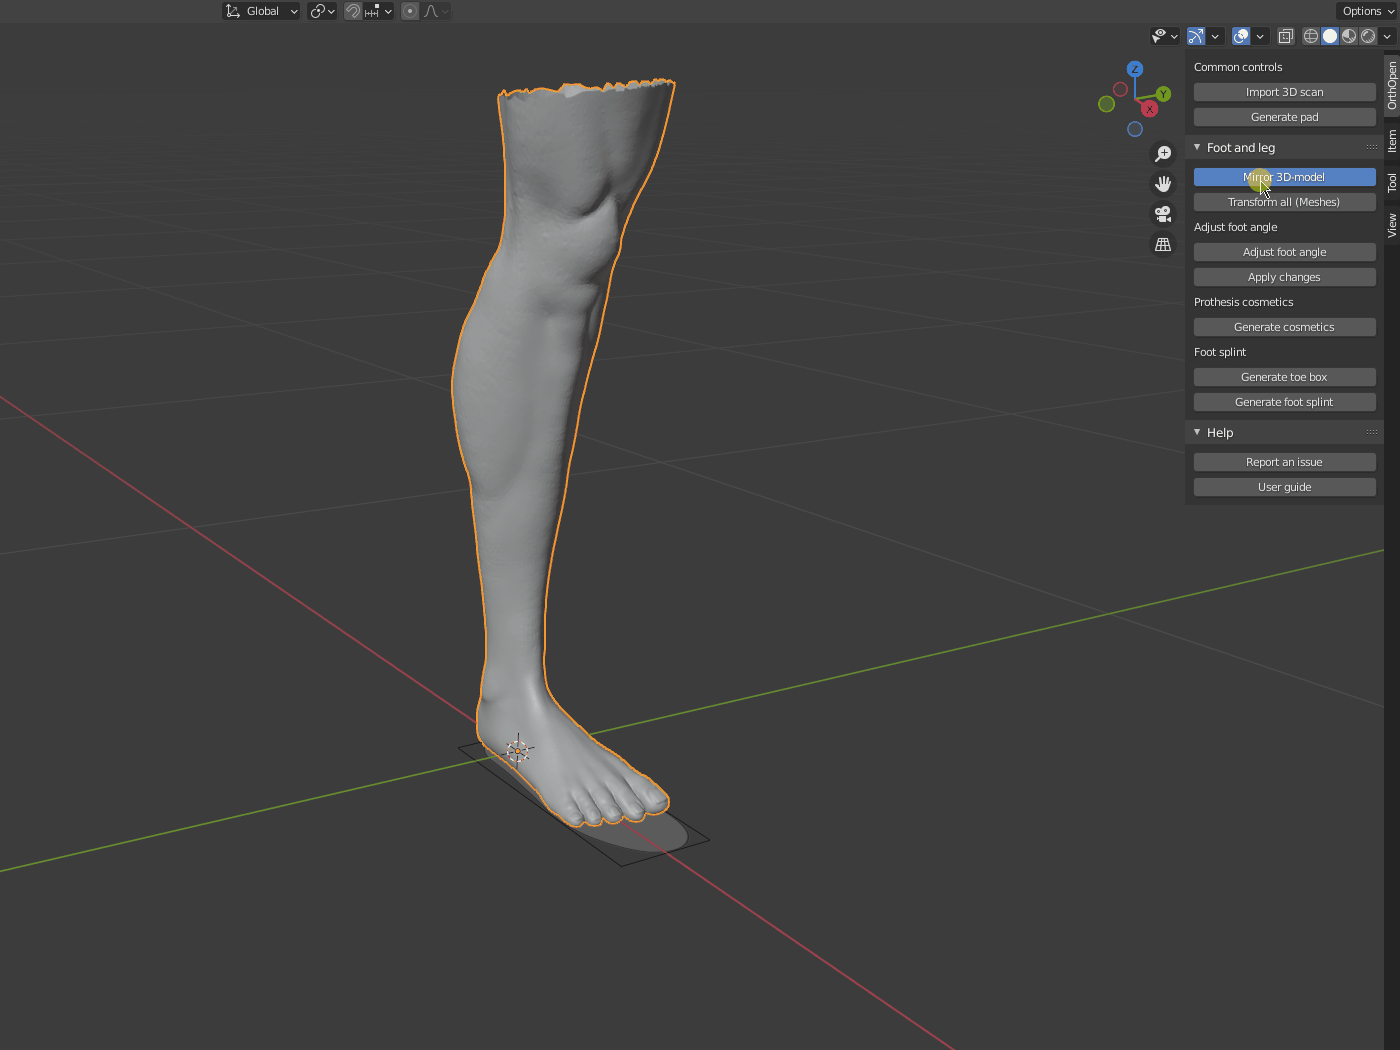 Global
Options
Z
Y
X
Common controls
Import 3D scan
Generate pad
Foot and leg
Mirror 3D-model
Transform all (Meshes)
Adjust foot angle
Adjust foot angle
Apply changes
Prothesis cosmetics
Generate cosmetics
Foot splint
Generate toe box
Generate foot splint
Help
Report an issue
User guide
OrthOpen
Item
Tool
View